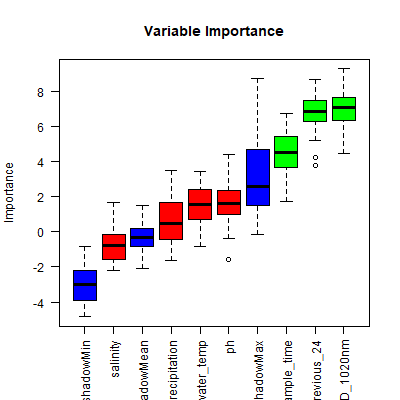 Variable Importance
Importance
8
6
4
2
0
-2
-4
shadowMin
salinity
adowMean
recipitation
vater_temp
ph
hadowMax
ample_time
revious_24
D_1020nm